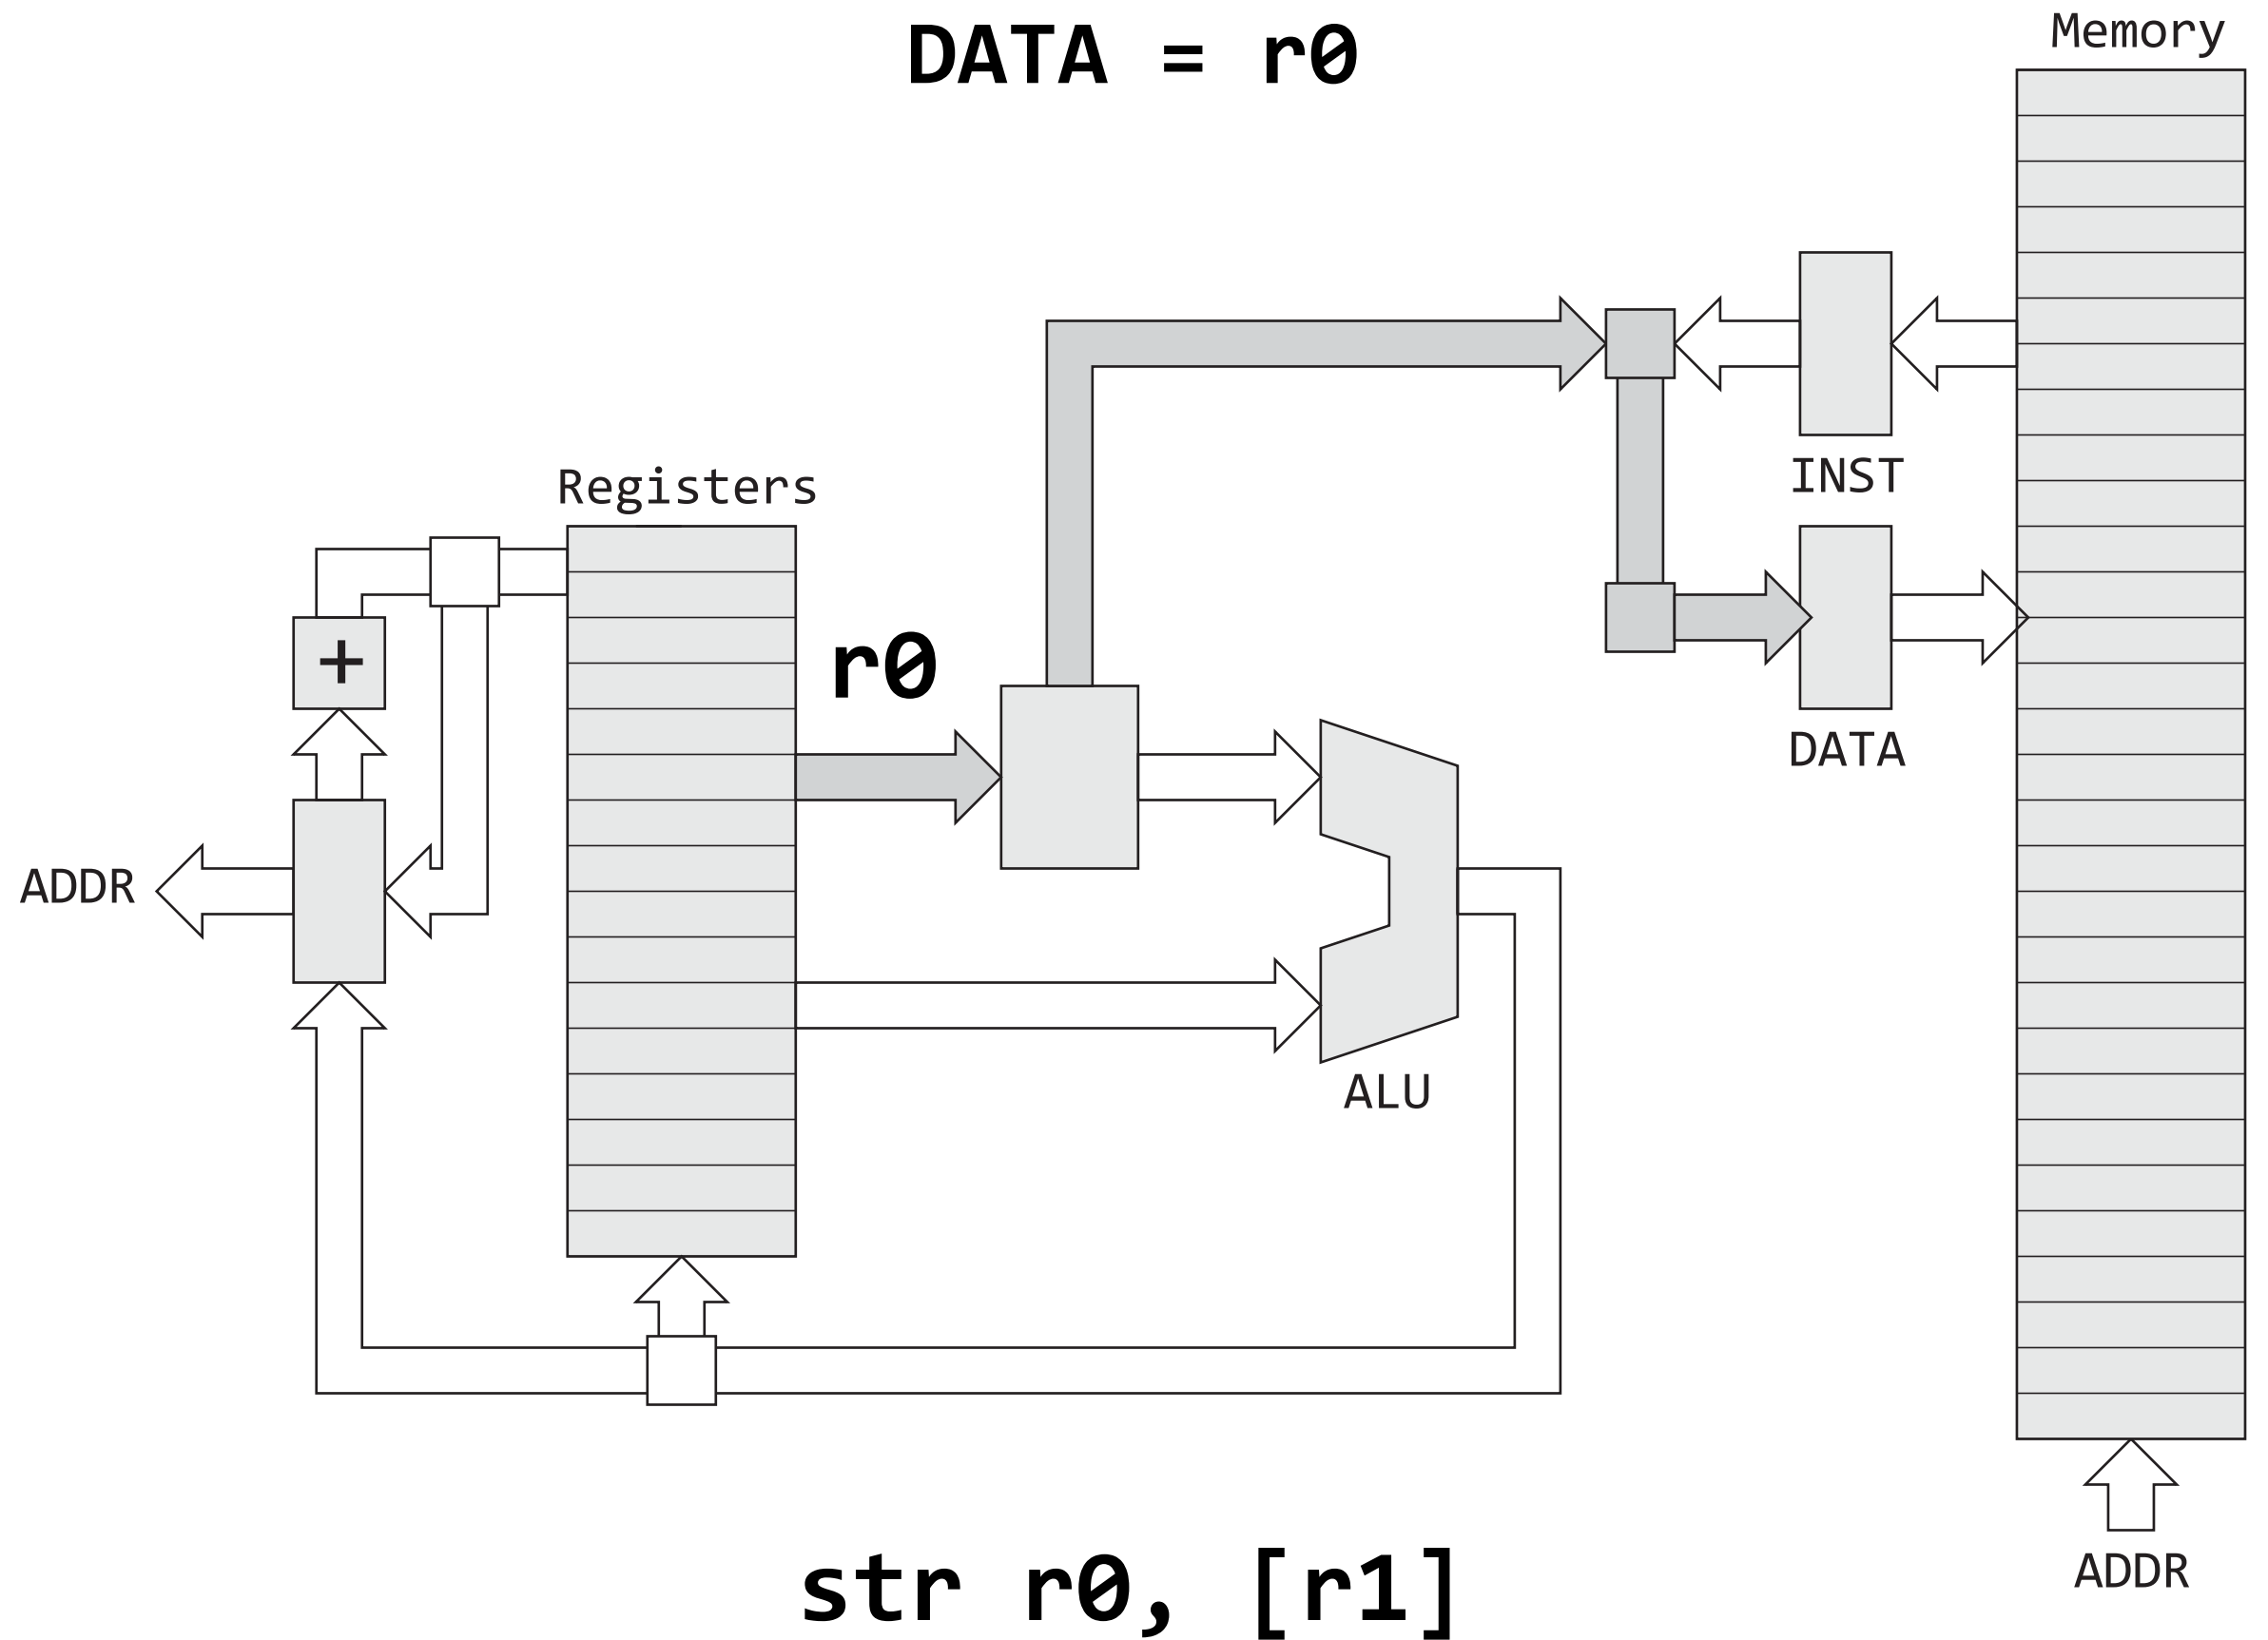 DATA = r0
Memory
INST
Registers
+
r0
DATA
ADDR
ALU
str r0, [r1]
ADDR